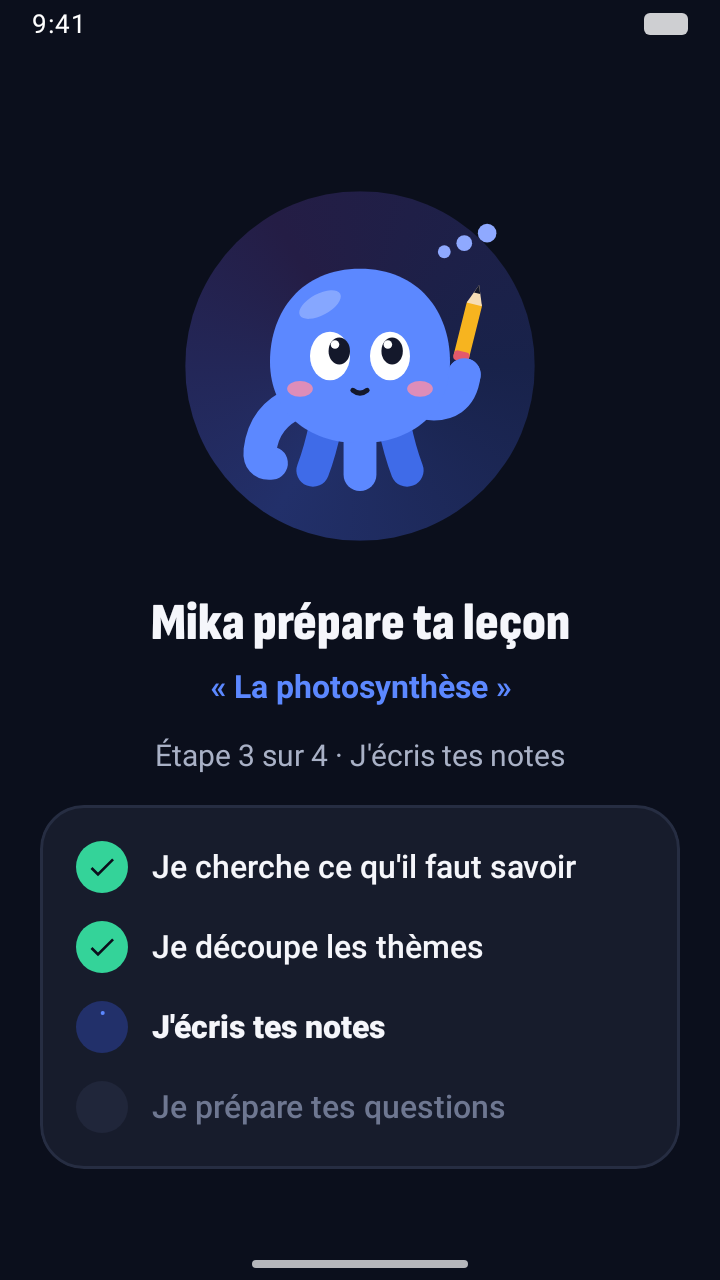 9:41
Mika prépare ta leçon
« La photosynthèse »
Étape 3 sur 4 · J'écris tes notes
Je cherche ce qu'il faut savoir
Je découpe les thèmes
J'écris tes notes
Je prépare tes questions